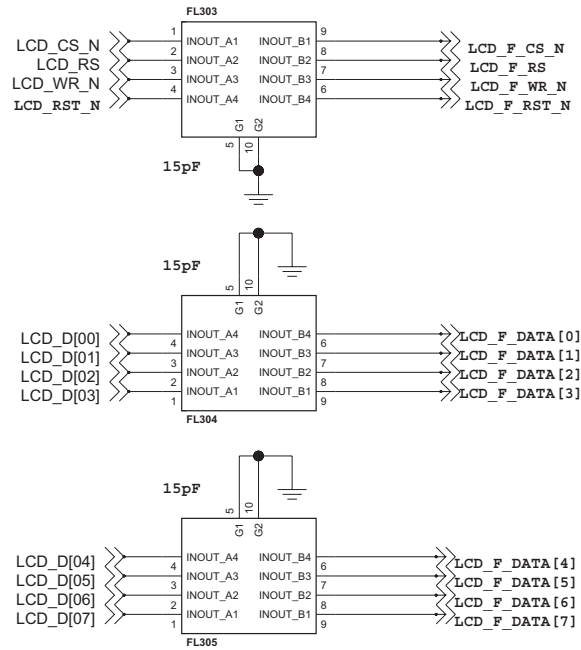 FL303
1 9
LCD_CS_N INOUT_A1 INOUT_B1 LCD_F_CS_N
2 8
LCD_RS INOUT_A2 INOUT_B2 LCD_F_RS
3 7
LCD_WR_N INOUT_A3 INOUT_B3 LCD_F_WR_N
4 6
LCD_RST_N INOUT_A4 INOUT_B4 LCD_F_RST_N
G1 G2
5 10
15pF
15pF
5 10
G1 G2
LCD_D[00] INOUT_A4 INOUT_B4 LCD_F_DATA[0]
4 6
LCD_D[01] INOUT_A3 INOUT_B3 LCD_F_DATA[1]
3 7
LCD_D[02] INOUT_A2 INOUT_B2 LCD_F_DATA[2]
2 8
LCD_D[03] INOUT_A1 INOUT_B1 LCD_F_DATA[3]
1 9
FL304
15pF
5 10
G1 G2
LCD_D[04] INOUT_A4 INOUT_B4 LCD_F_DATA[4]
4 6
LCD_D[05] INOUT_A3 INOUT_B3 LCD_F_DATA[5]
3 7
LCD_D[06] INOUT_A2 INOUT_B2 LCD_F_DATA[6]
2 8
LCD_D[07] INOUT_A1 INOUT_B1 LCD_F_DATA[7]
1 9
FL305